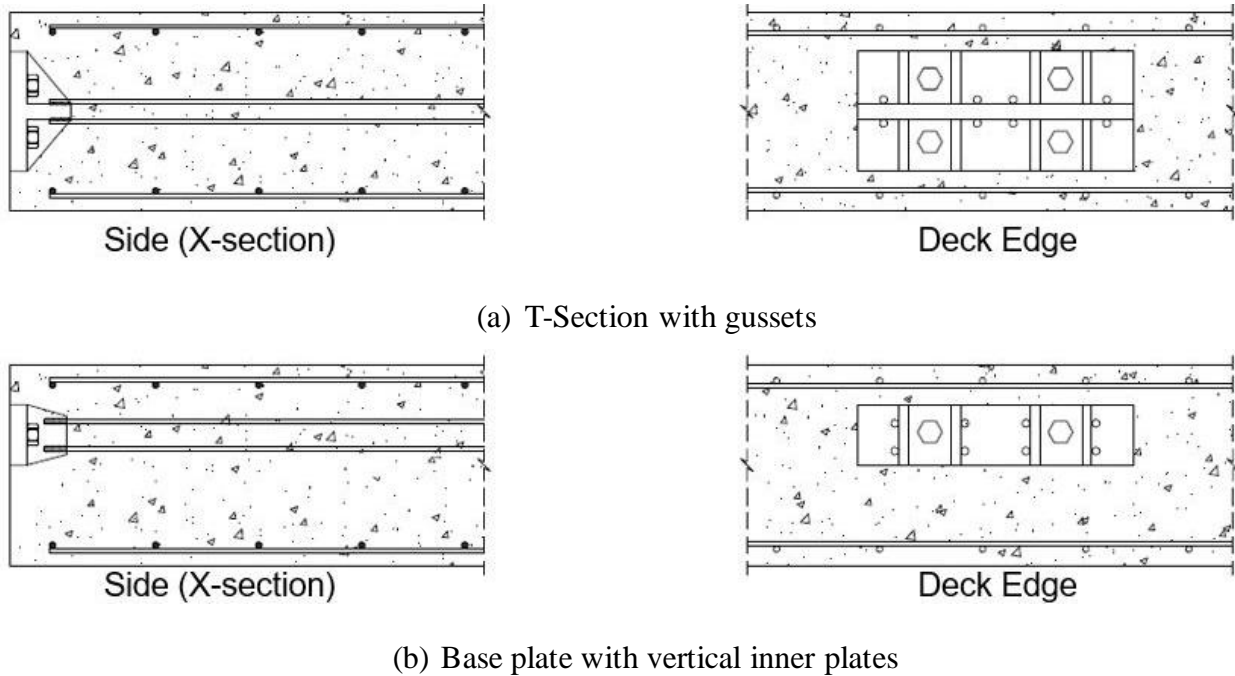 Side (X-section)
Deck Edge
(a) T-Section with gussets
Side (X-section)
Deck Edge
(b) Base plate with vertical inner plates